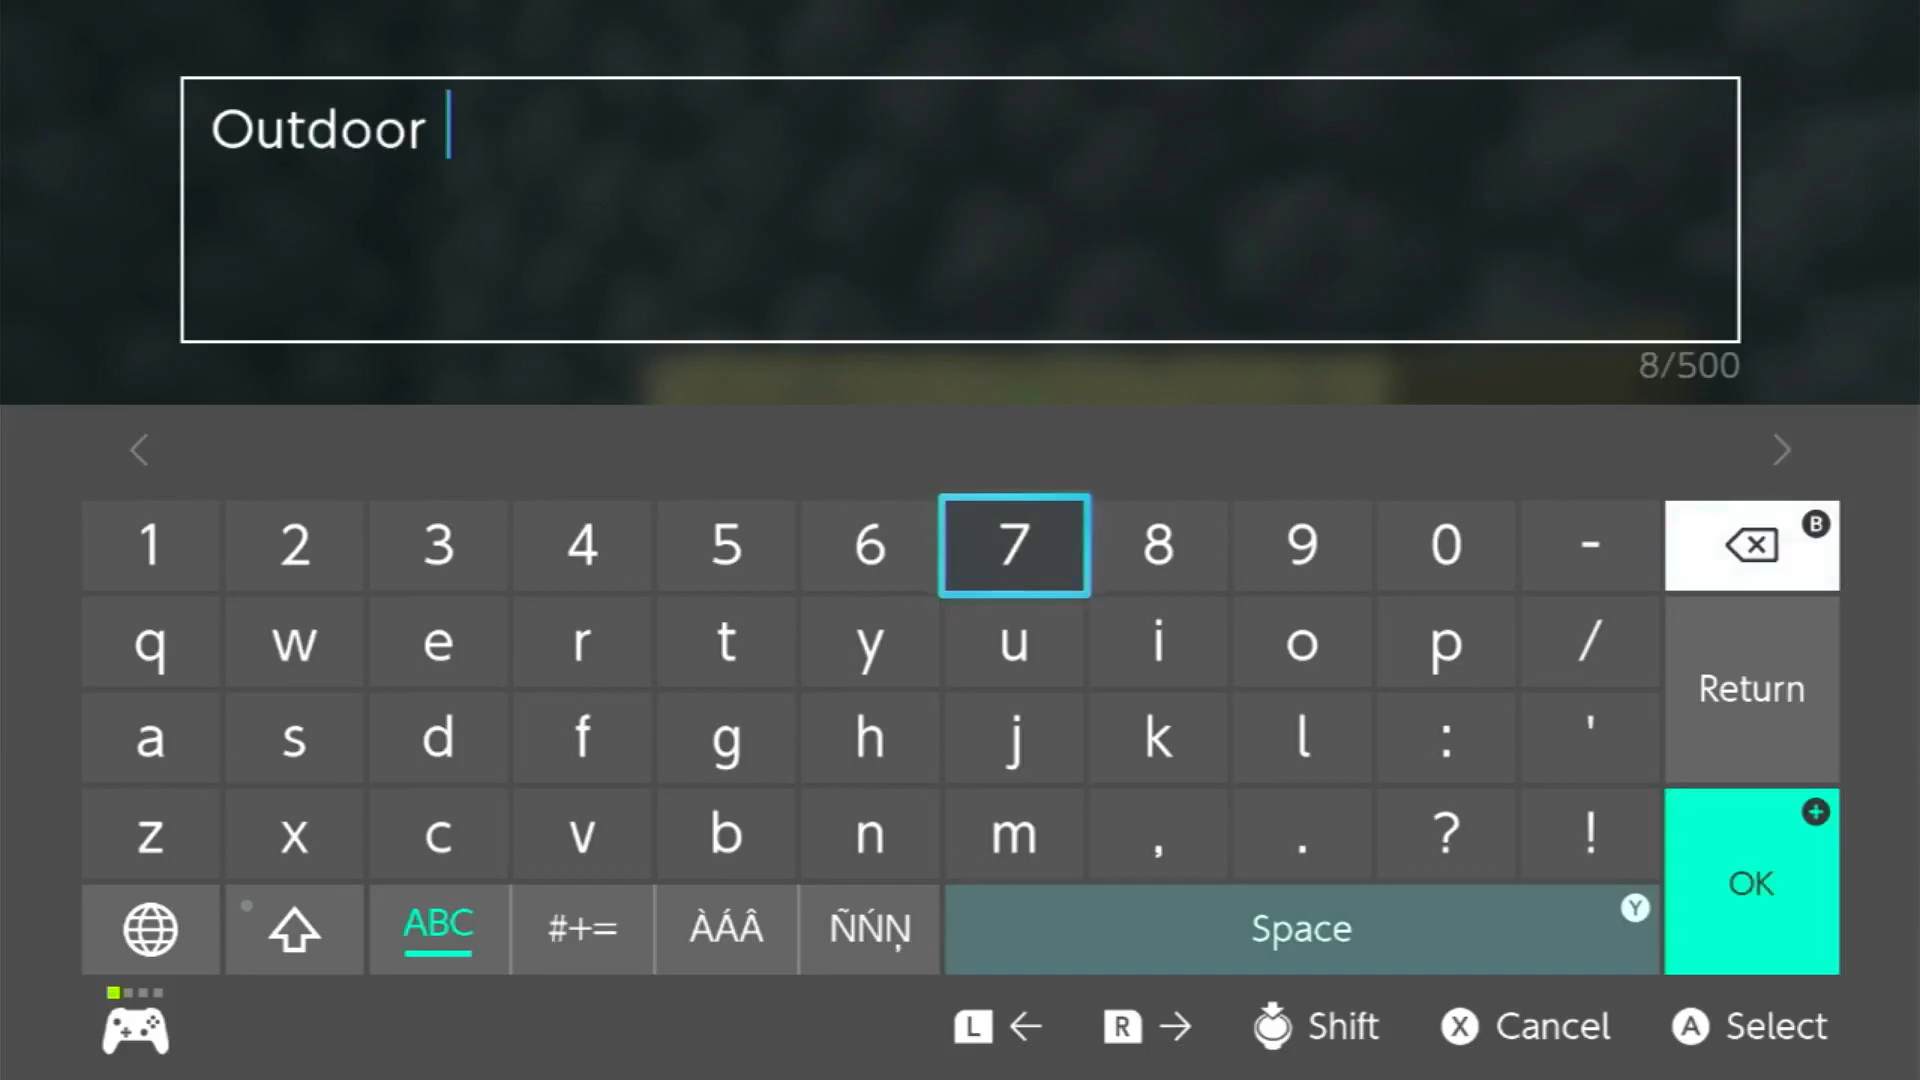 Outdoor
8/500
1 2 3 4 5 6 7 8 9 0 - B
q w e r t y u i o p /
Return
a s d f g h j k l : '
z x c v b n m , . ? ! +
OK
ABC #+= ÀÁÂ ÑŃŅ Space Y
L ← R → Shift X Cancel A Select